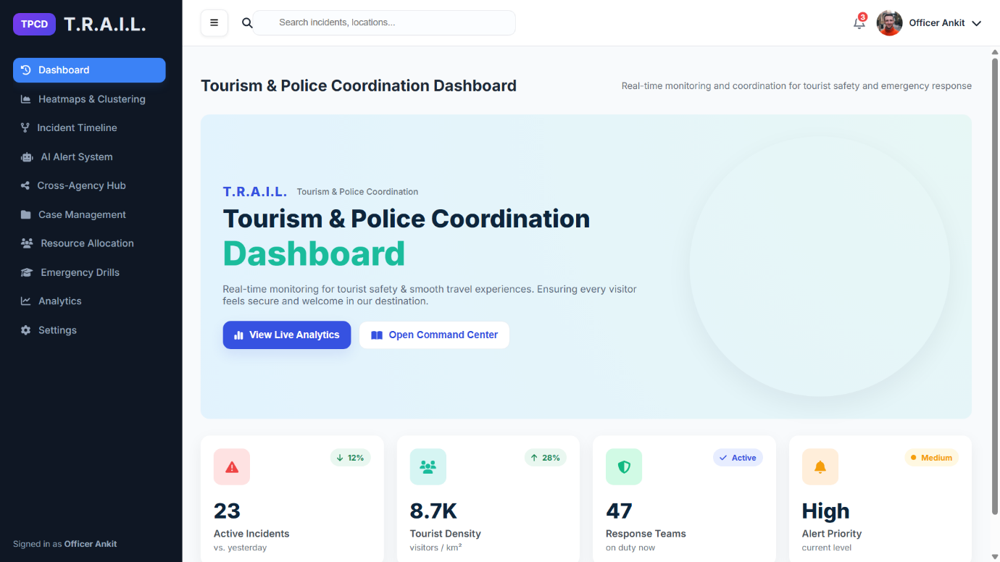 TPCD T.R.A.I.L.
Dashboard
Heatmaps & Clustering
Incident Timeline
AI Alert System
Cross-Agency Hub
Case Management
Resource Allocation
Emergency Drills
Analytics
Settings
Signed in as Officer Ankit
Search incidents, locations...
3
Officer Ankit
Tourism & Police Coordination Dashboard
Real-time monitoring and coordination for tourist safety and emergency response
T.R.A.I.L. Tourism & Police Coordination
Tourism & Police Coordination
Dashboard
Real-time monitoring for tourist safety & smooth travel experiences. Ensuring every visitor
feels secure and welcome in our destination.
View Live Analytics
Open Command Center
↓ 12%
23
Active Incidents
vs. yesterday
↑ 28%
8.7K
Tourist Density
visitors / km²
Active
47
Response Teams
on duty now
Medium
High
Alert Priority
current level